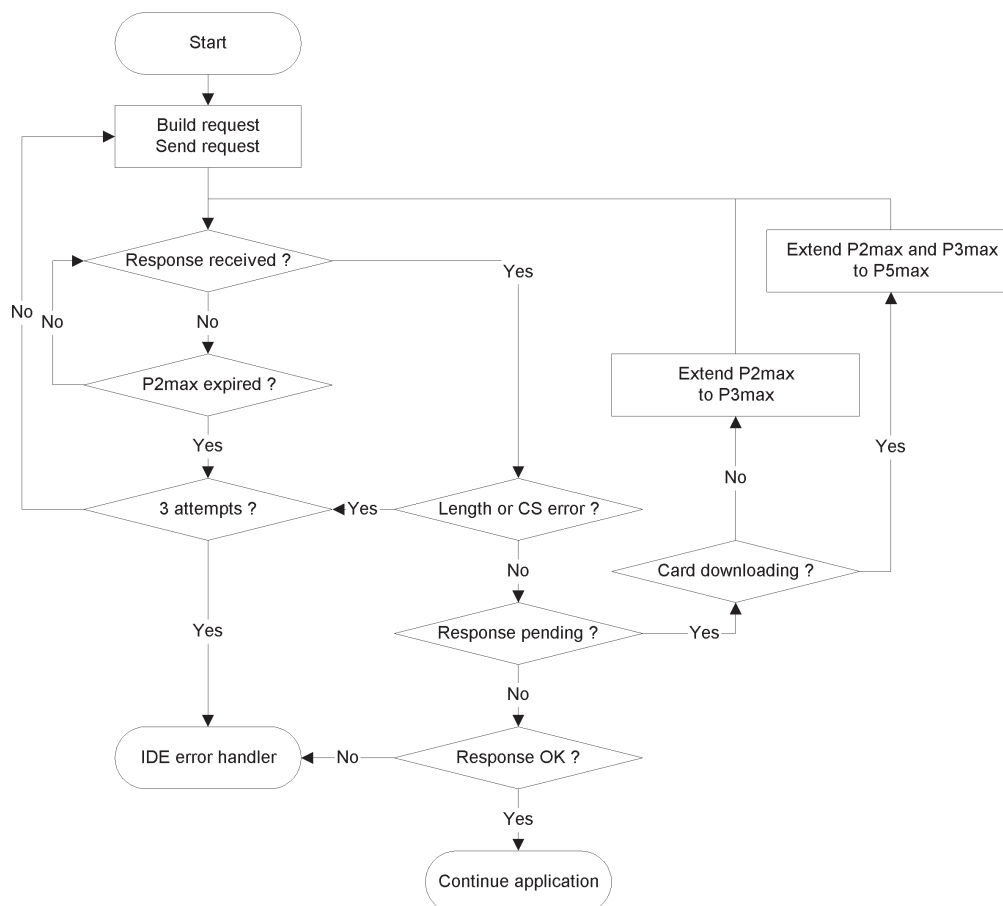 Start
Build request
Send request
Response received ?
Yes
Extend P2max and P3max
to P5max
No
No
No
P2max expired ?
Extend P2max
to P3max
Yes
Yes
No
3 attempts ?
Yes
Length or CS error ?
No
Card downloading ?
Yes
Response pending ?
Yes
No
IDE error handler
No
Response OK ?
Yes
Continue application